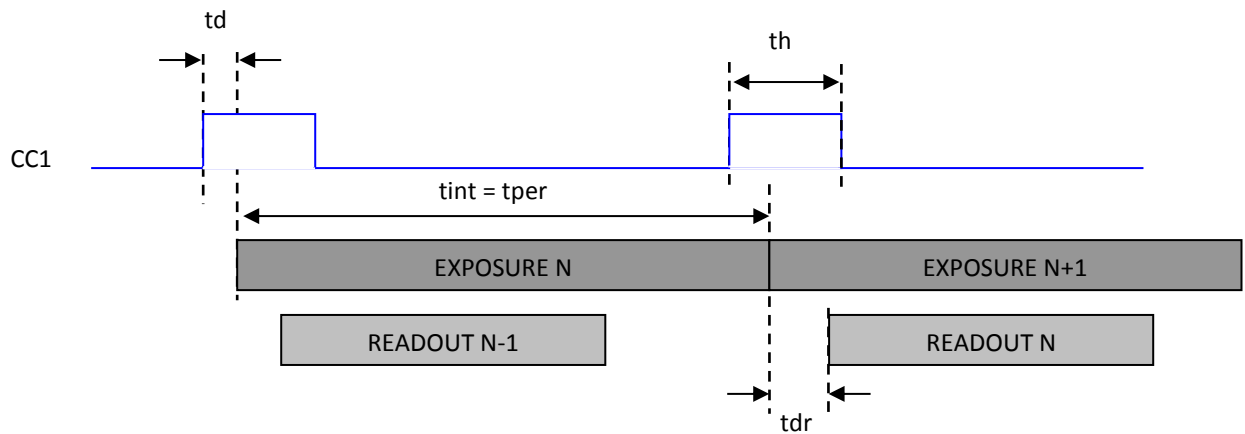 td
th
CC1
tint = tper
EXPOSURE N
EXPOSURE N+1
READOUT N-1
READOUT N
tdr